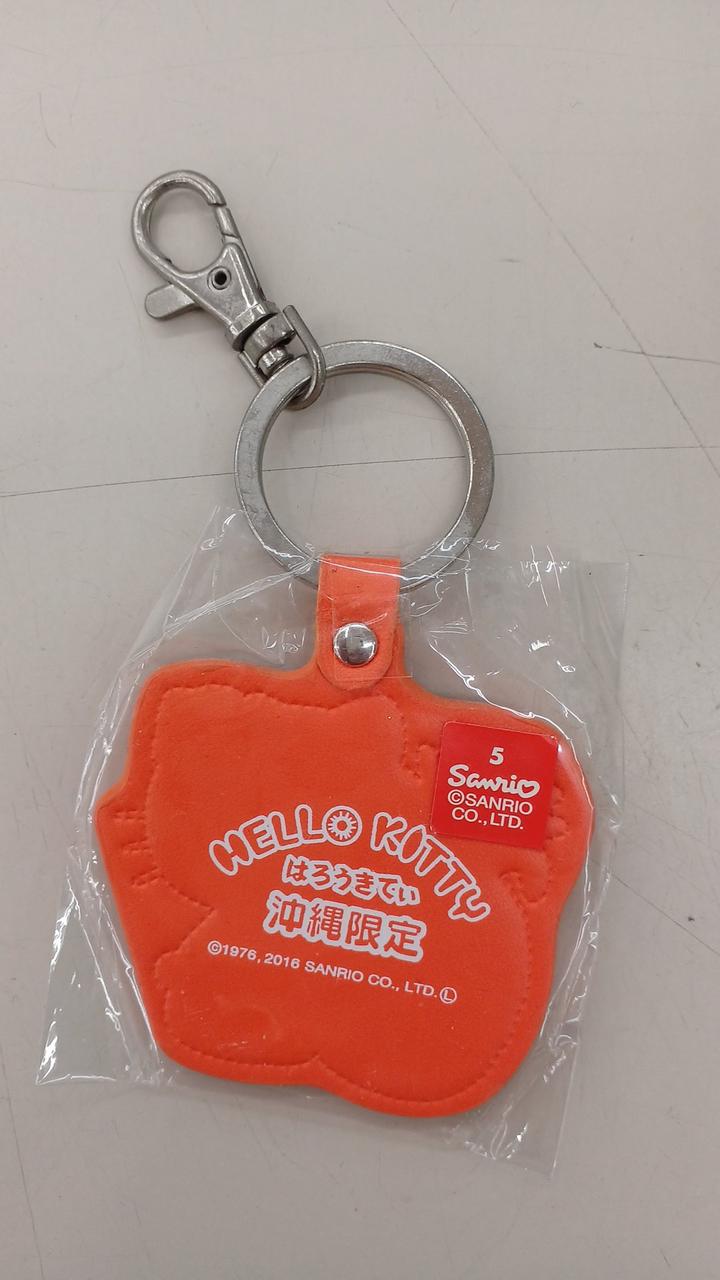 5
Sanrio
©SANRIO
CO., LTD.
HELLO KITTY
はろうきてぃ
沖縄限定
©1976, 2016 SANRIO CO., LTD. Ⓛ